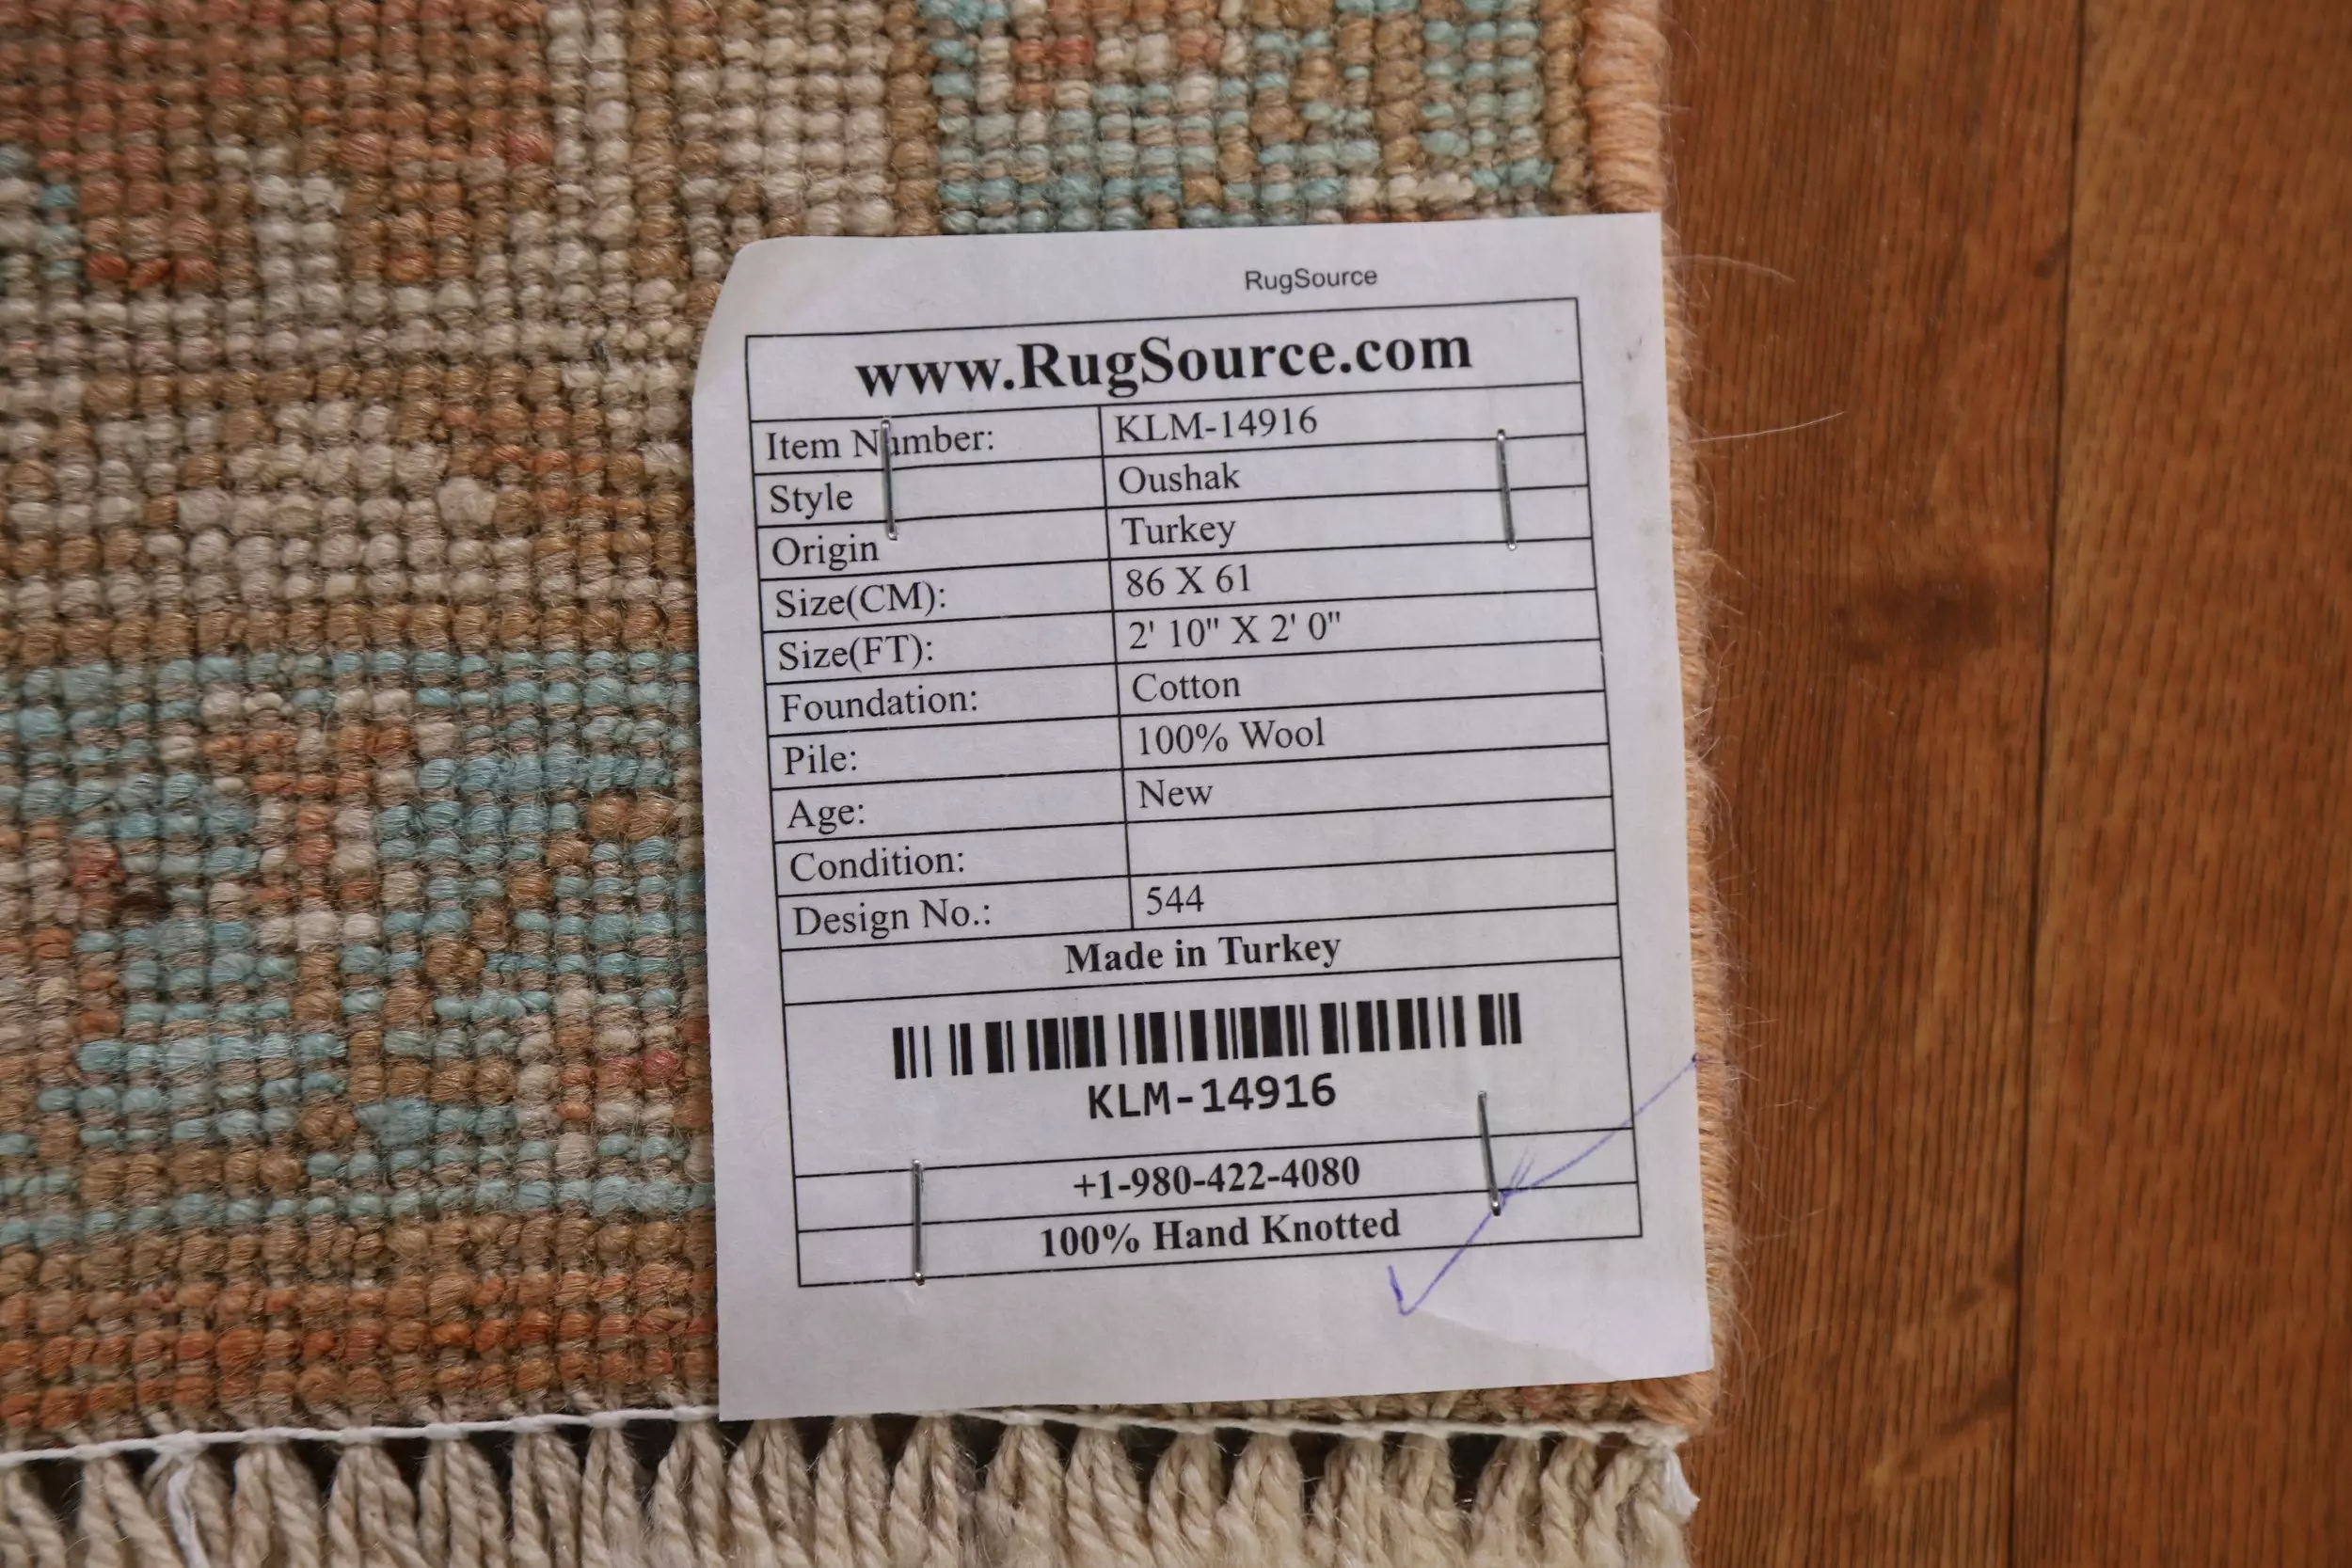 RugSource
www.RugSource.com
Item Number: KLM-14916
Style Oushak
Origin Turkey
Size(CM): 86 X 61
Size(FT): 2' 10" X 2' 0"
Foundation: Cotton
Pile: 100% Wool
Age: New
Condition:
Design No.: 544
Made in Turkey
KLM-14916
+1-980-422-4080
100% Hand Knotted